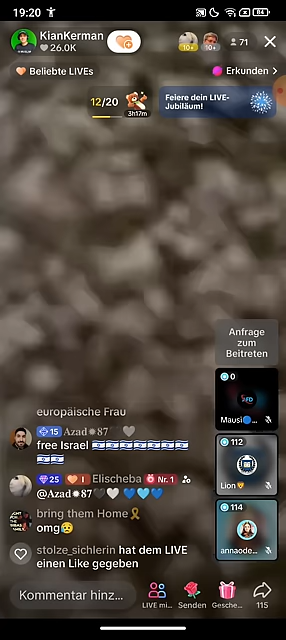 19:20
84
KianKerman
26.0K
10+
10+
71
Beliebte LIVEs
Erkunden
12/20
3h17m
Feiere dein LIVE-
Jubiläum!
Anfrage
zum
Beitreten
0
AFD
Mausi
112
Lion
114
annaode...
europäische Frau
15 Azad 87
free Israel
25 I Elischeba Nr. 1
@Azad 87
bring them Home
omg
stolze_sichlerin hat dem LIVE
einen Like gegeben
Kommentar hinz...
LIVE mi...
Senden
Gesche...
115